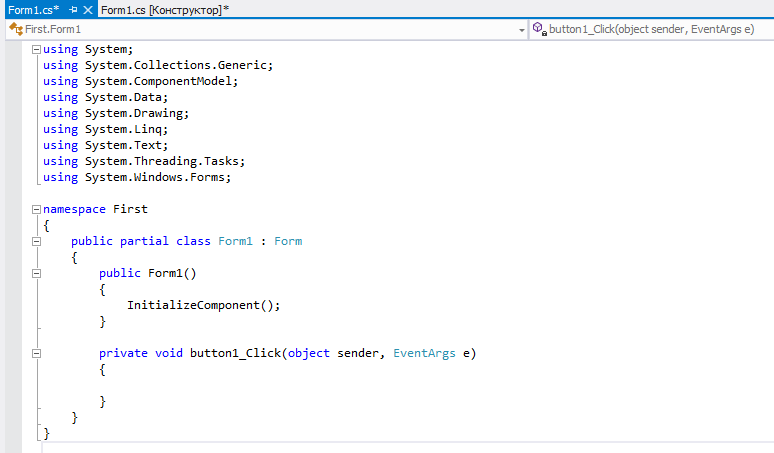 Form1.cs* Form1.cs [Конструктор]*
First.Form1 button1_Click(object sender, EventArgs e)
using System;
using System.Collections.Generic;
using System.ComponentModel;
using System.Data;
using System.Drawing;
using System.Linq;
using System.Text;
using System.Threading.Tasks;
using System.Windows.Forms;
namespace First
{
public partial class Form1 : Form
{
public Form1()
{
InitializeComponent();
}
private void button1_Click(object sender, EventArgs e)
{
}
}
}